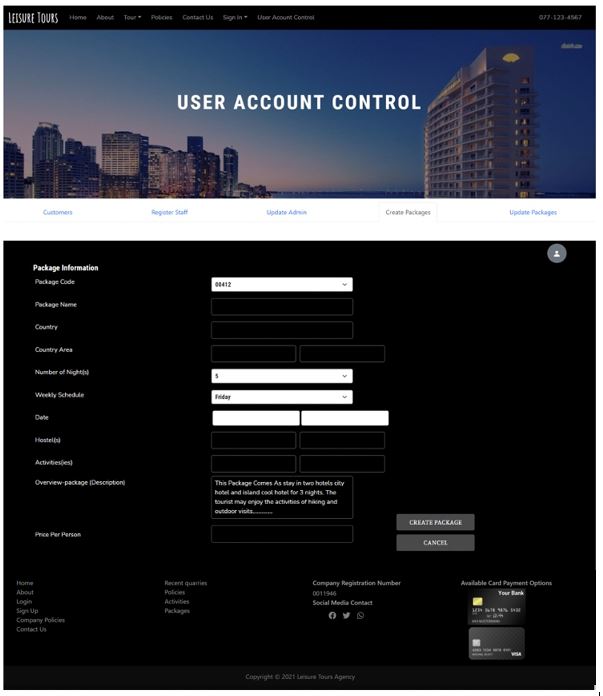 LEISURE TOURS Home About Tour Policies Contact Us Sign In User Acount Control 077-123-4567
USER ACCOUNT CONTROL
Customers Register Staff Update Admin Create Packages Update Packages
Package Information
Package Code 00412
Package Name
Country
Country Area
Number of Night(s) 5
Weekly Schedule Friday
Date
Hostel(s)
Activities(ies)
Overview-package (Description)
This Package Comes As stay in two hotels city
hotel and island cool hotel for 3 nights. The
tourist may enjoy the activities of hiking and
outdoor visits,............
CREATE PACKAGE
Price Per Person
CANCEL
Home
About
Login
Sign Up
Company Policies
Contact Us
Recent quarries
Policies
Activities
Packages
Company Registration Number
0011946
Social Media Contact
Available Card Payment Options
Your Bank
VISA
Copyright © 2021 Leisure Tours Agency